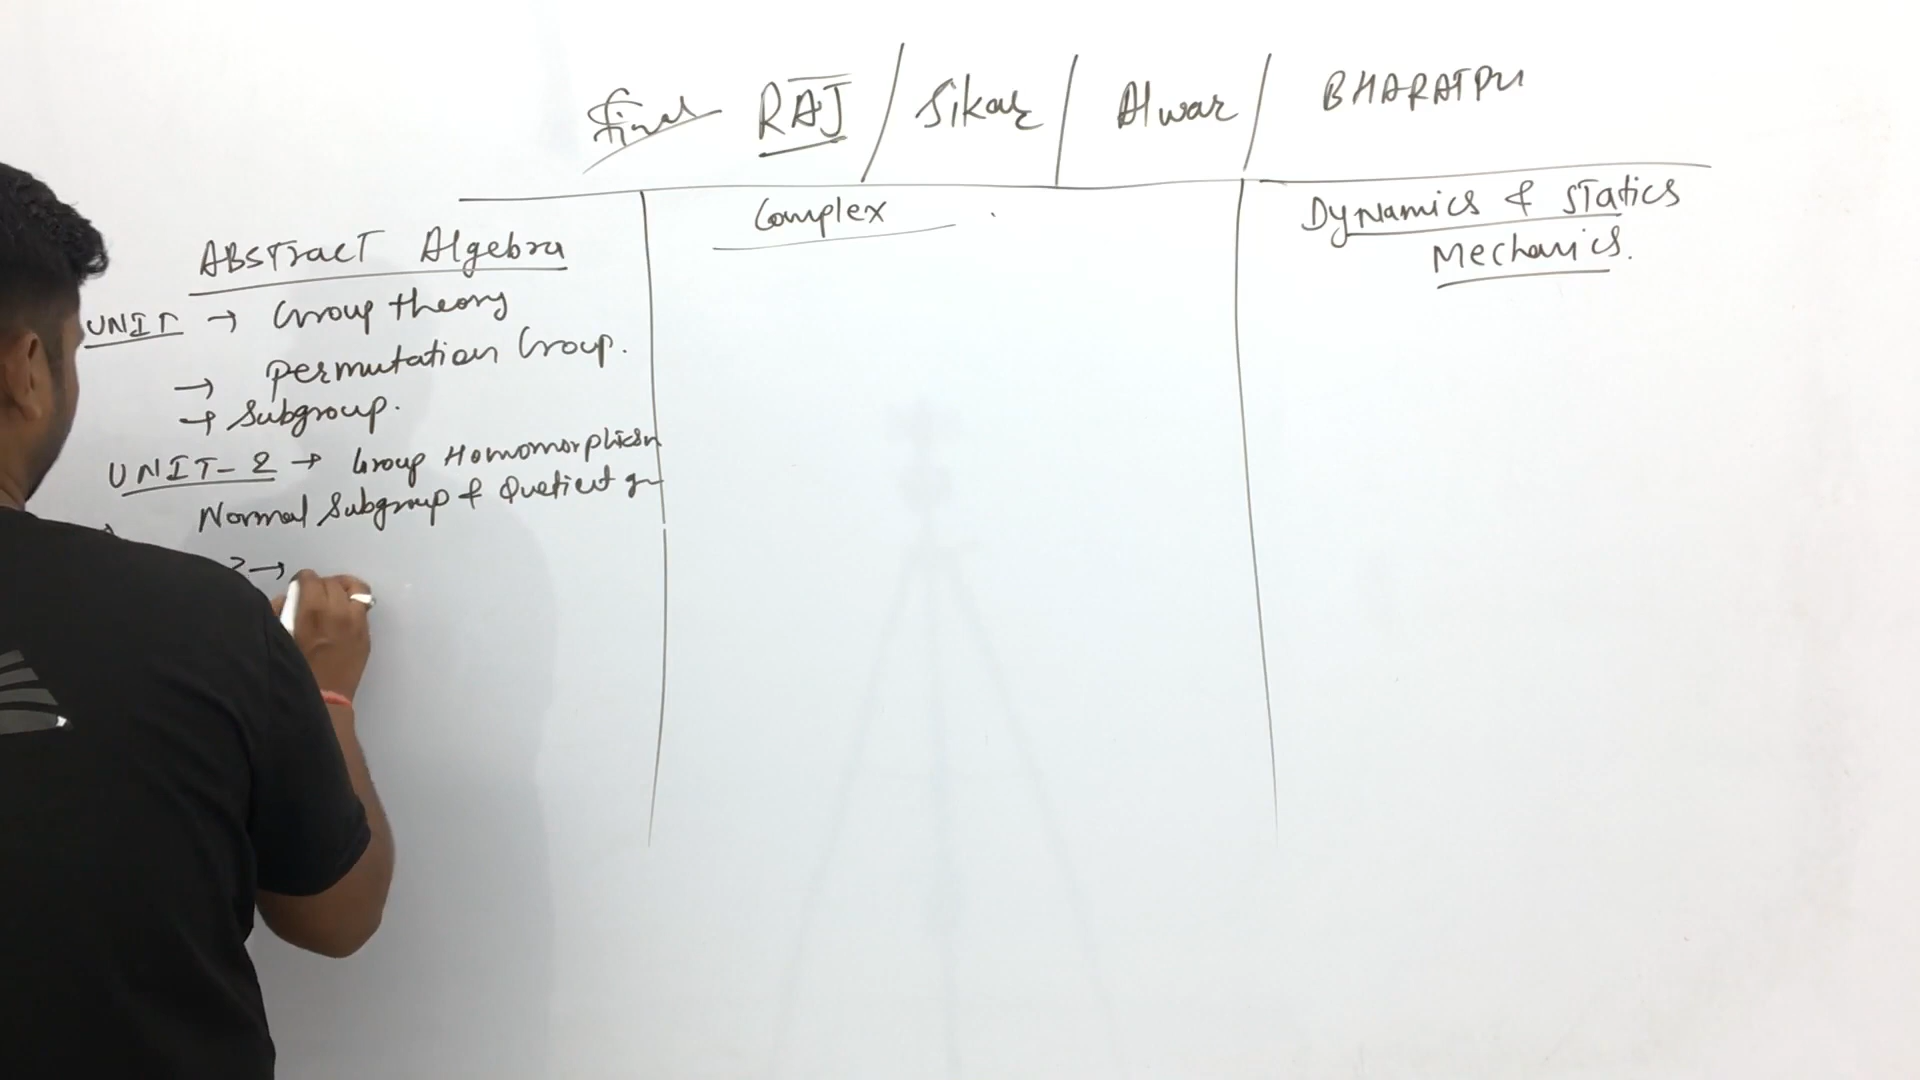 final RAJ / Sikar / Alwar / BHARATPU
ABSTracT Algebra
UNIT → Group theory
→ Permutation Group.
→ Subgroup.
UNIT-2 → Group Homomorphism
Normal Subgroup & Quotient g
3 →
Complex
Dynamics & STatics
Mechanics.